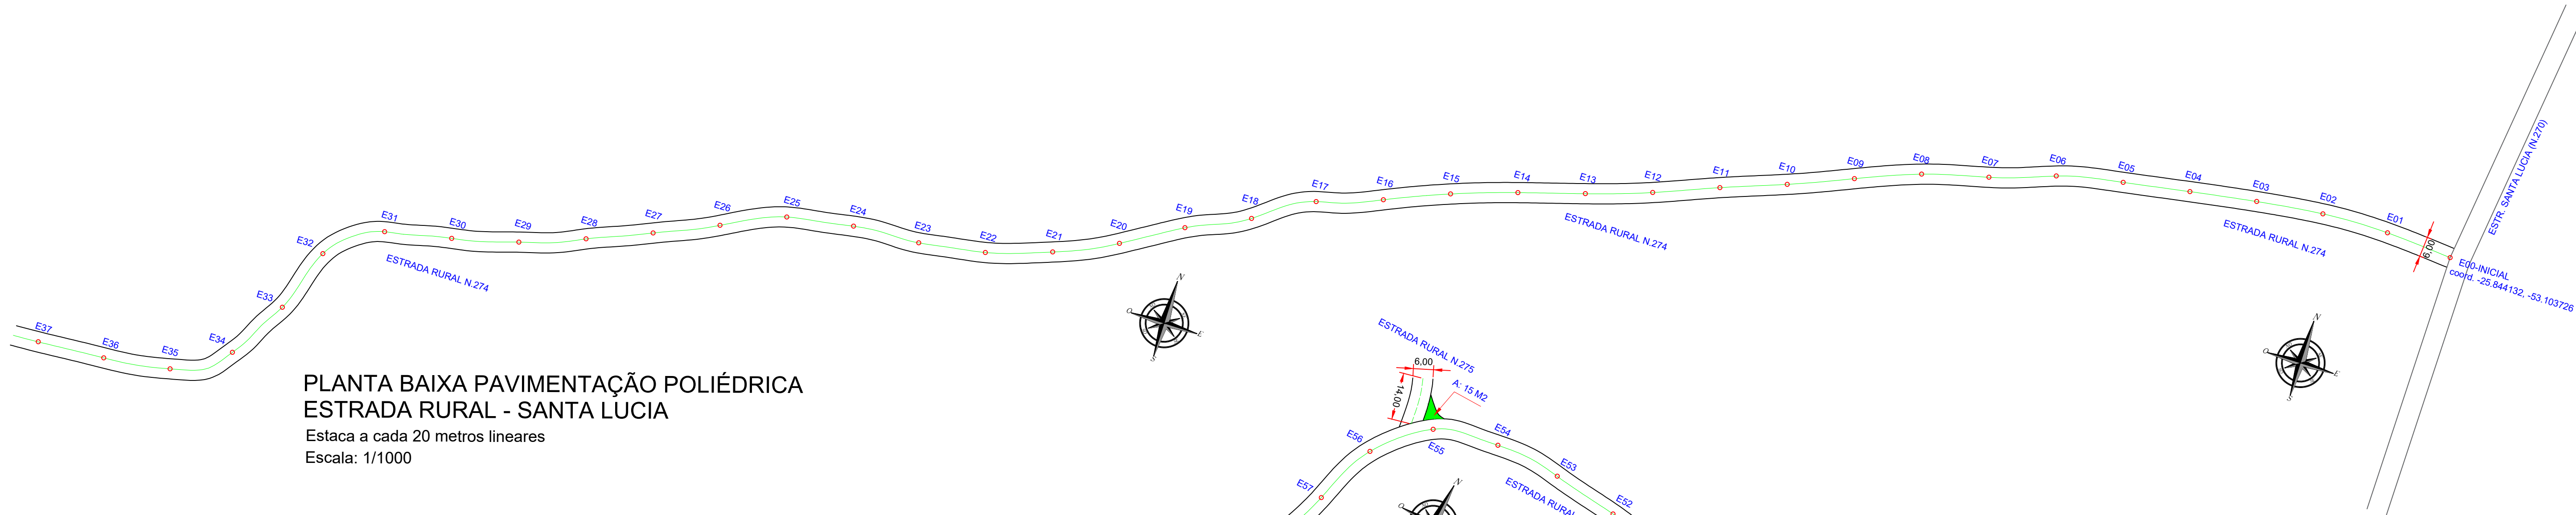 E37
E36
E35
E34
E33
E32
E31
E30
E29
E28
E27
E26
E25
E24
E23
E22
E21
E20
E19
E18
E17
E16
E15
E14
E13
E12
E11
E10
E09
E08
E07
E06
E05
E04
E03
E02
E01
6,00
E00-INICIAL
coord. -25.844132, -53.103726
ESTR. SANTA LUCIA (N.270)
ESTRADA RURAL N.274
ESTRADA RURAL N.274
ESTRADA RURAL N.274
N
O
E
S
N
O
E
S
PLANTA BAIXA PAVIMENTAÇÃO POLIÉDRICA
ESTRADA RURAL - SANTA LUCIA
Estaca a cada 20 metros lineares
Escala: 1/1000
ESTRADA RURAL N.275
6,00
14,00
A: 15 M2
E57
E56
E55
E54
E53
E52
ESTRADA RURAL
N
O